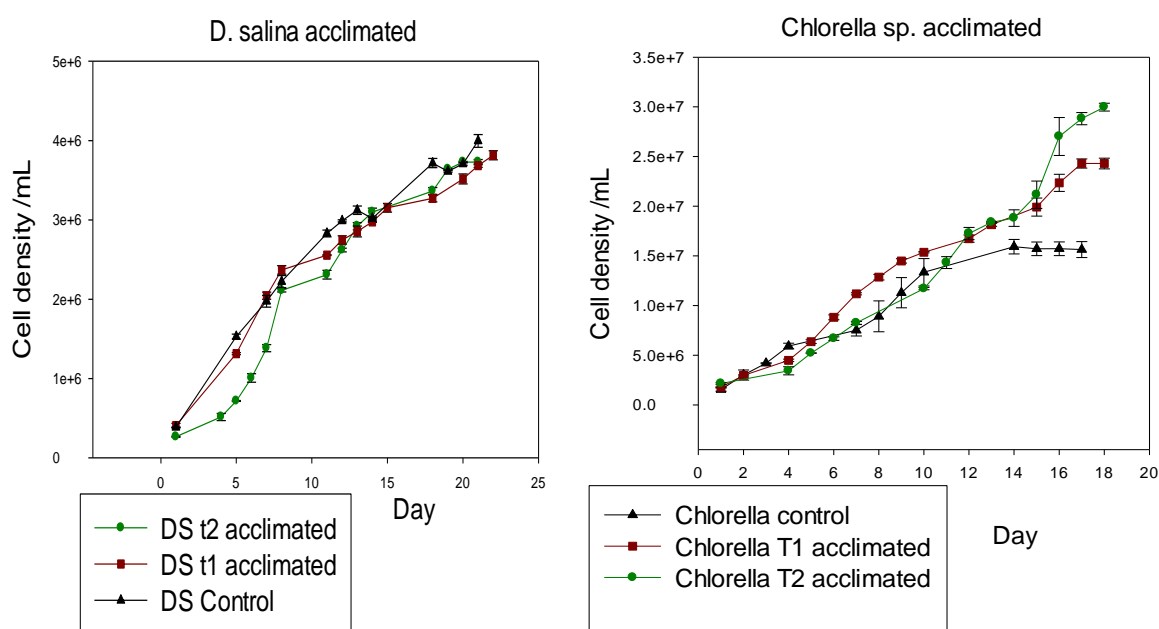 D. salina acclimated
5e+6
4e+6
3e+6
2e+6
1e+6
0
Cell density /mL
0 5 10 15 20 25
Day
DS t2 acclimated
DS t1 acclimated
DS Control
Chlorella sp. acclimated
3.5e+7
3.0e+7
2.5e+7
2.0e+7
1.5e+7
1.0e+7
5.0e+6
0.0
Cell density /mL
0 2 4 6 8 10 12 14 16 18 20
Day
Chlorella control
Chlorella T1 acclimated
Chlorella T2 acclimated